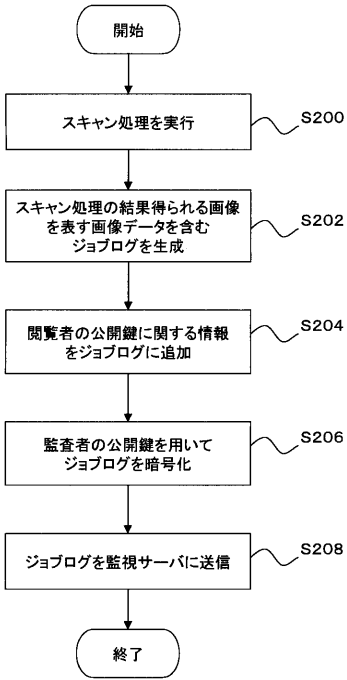 開始
スキャン処理を実行
S200
スキャン処理の結果得られる画像
を表す画像データを含む
ジョブログを生成
S202
閲覧者の公開鍵に関する情報
をジョブログに追加
S204
監査者の公開鍵を用いて
ジョブログを暗号化
S206
ジョブログを監視サーバに送信
S208
終了